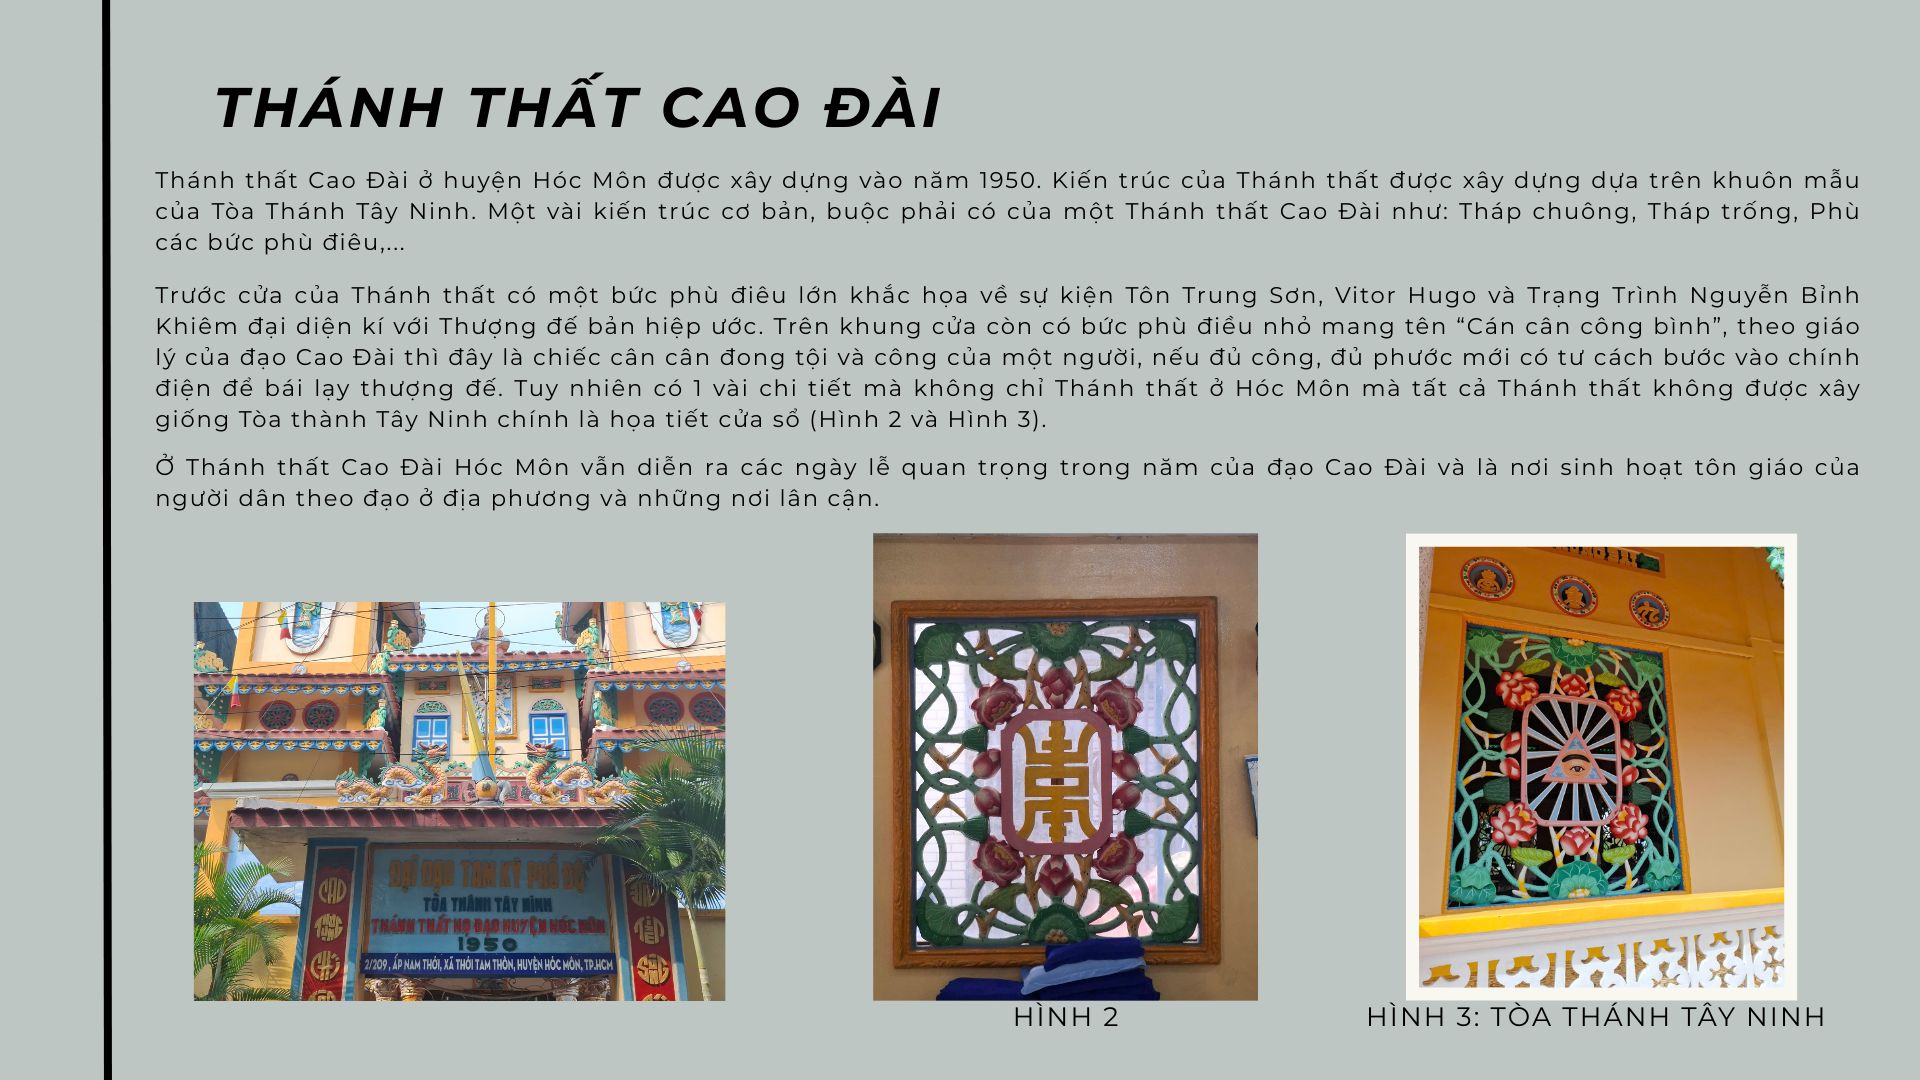 THÁNH THẤT CAO ĐÀI
Thánh thất Cao Đài ở huyện Hóc Môn được xây dựng vào năm 1950. Kiến trúc của Thánh thất được xây dựng dựa trên khuôn mẫu
của Tòa Thánh Tây Ninh. Một vài kiến trúc cơ bản, buộc phải có của một Thánh thất Cao Đài như: Tháp chuông, Tháp trống, Phù
các bức phù điêu,...
Trước cửa của Thánh thất có một bức phù điêu lớn khắc họa về sự kiện Tôn Trung Sơn, Vitor Hugo và Trạng Trình Nguyễn Bỉnh
Khiêm đại diện kí với Thượng đế bản hiệp ước. Trên khung cửa còn có bức phù điều nhỏ mang tên “Cán cân công bình”, theo giáo
lý của đạo Cao Đài thì đây là chiếc cân cân đong tội và công của một người, nếu đủ công, đủ phước mới có tư cách bước vào chính
điện để bái lạy thượng đế. Tuy nhiên có 1 vài chi tiết mà không chỉ Thánh thất ở Hóc Môn mà tất cả Thánh thất không được xây
giống Tòa thành Tây Ninh chính là họa tiết cửa sổ (Hình 2 và Hình 3).
Ở Thánh thất Cao Đài Hóc Môn vẫn diễn ra các ngày lễ quan trọng trong năm của đạo Cao Đài và là nơi sinh hoạt tôn giáo của
người dân theo đạo ở địa phương và những nơi lân cận.
ĐẠI ĐẠO TAM KỲ PHỔ ĐỘ
TÒA THÁNH TÂY NINH
THÁNH THẤT HỌ ĐẠO HUYỆN HÓC MÔN
1950
2/209, ẤP NAM THỚI, XÃ THỚI TAM THÔN, HUYỆN HÓC MÔN, TP.HCM
CAO
THƯỢNG
HÌNH 2
HÌNH 3: TÒA THÁNH TÂY NINH